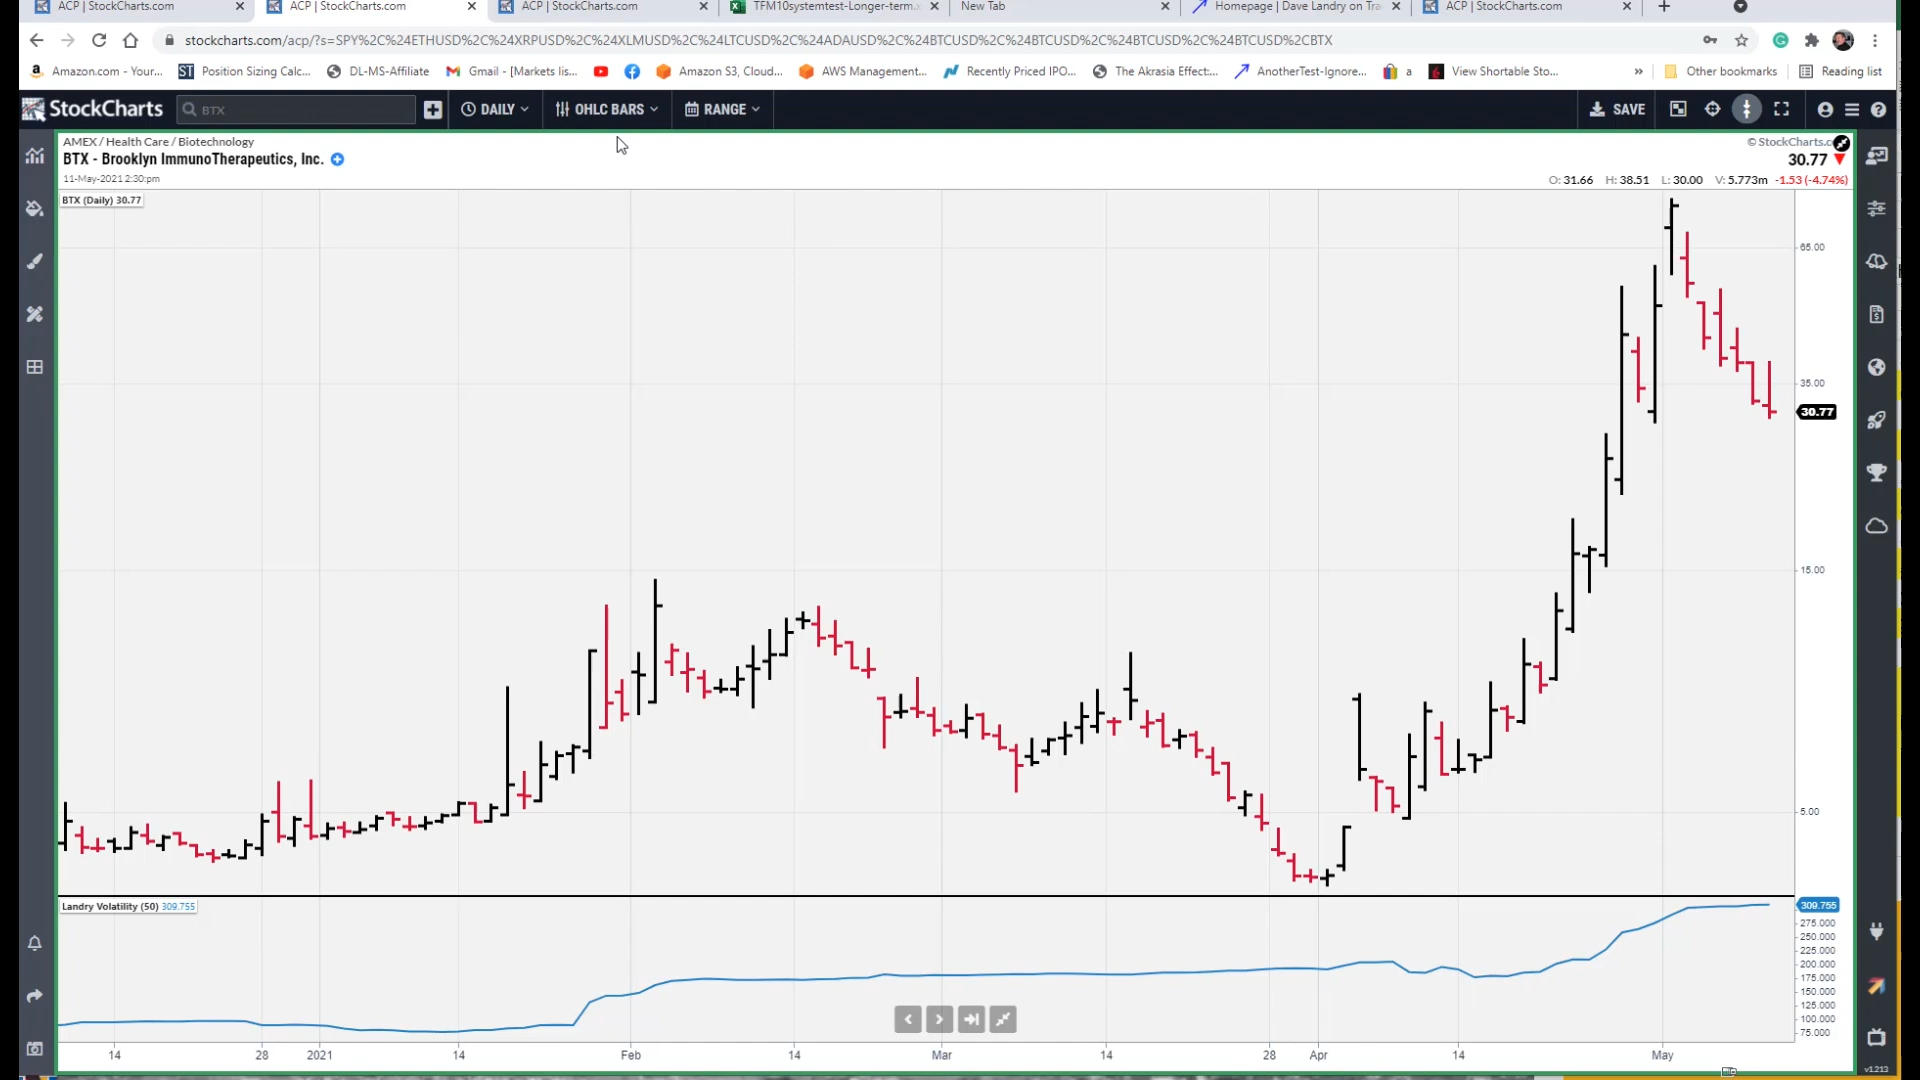 ACP | StockCharts.com
ACP | StockCharts.com
ACP | StockCharts.com
TFM10systemtest-Longer-term.x
New Tab
Homepage | Dave Landry on Tra
ACP | StockCharts.com
stockcharts.com/acp/?s=SPY%2C%24ETHUSD%2C%24XRPUSD%2C%24XLMUSD%2C%24LTCUSD%2C%24ADAUSD%2C%24BTCUSD%2C%24BTCUSD%2C%24BTCUSD%2C%24BTCUSD%2CBTX
Amazon.com - Your...
ST Position Sizing Calc...
DL-MS-Affiliate
Gmail - [Markets lis...
Amazon S3, Cloud...
AWS Management...
Recently Priced IPO...
The Akrasia Effect:...
AnotherTest-Ignore...
a
View Shortable Sto...
»
Other bookmarks
Reading list
StockCharts
BTX
DAILY
OHLC BARS
RANGE
SAVE
AMEX / Health Care / Biotechnology
© StockCharts.c
BTX - Brooklyn ImmunoTherapeutics, Inc.
30.77
11-May-2021 2:30:pm
O: 31.66 H: 38.51 L: 30.00 V: 5.773m -1.53 (-4.74%)
BTX (Daily) 30.77
65.00
35.00
30.77
15.00
5.00
Landry Volatility (50) 309.755
309.755
275.000
250.000
225.000
200.000
175.000
150.000
125.000
100.000
75.000
14 28 2021 14 Feb 14 Mar 14 28 Apr 14 May
v1.213